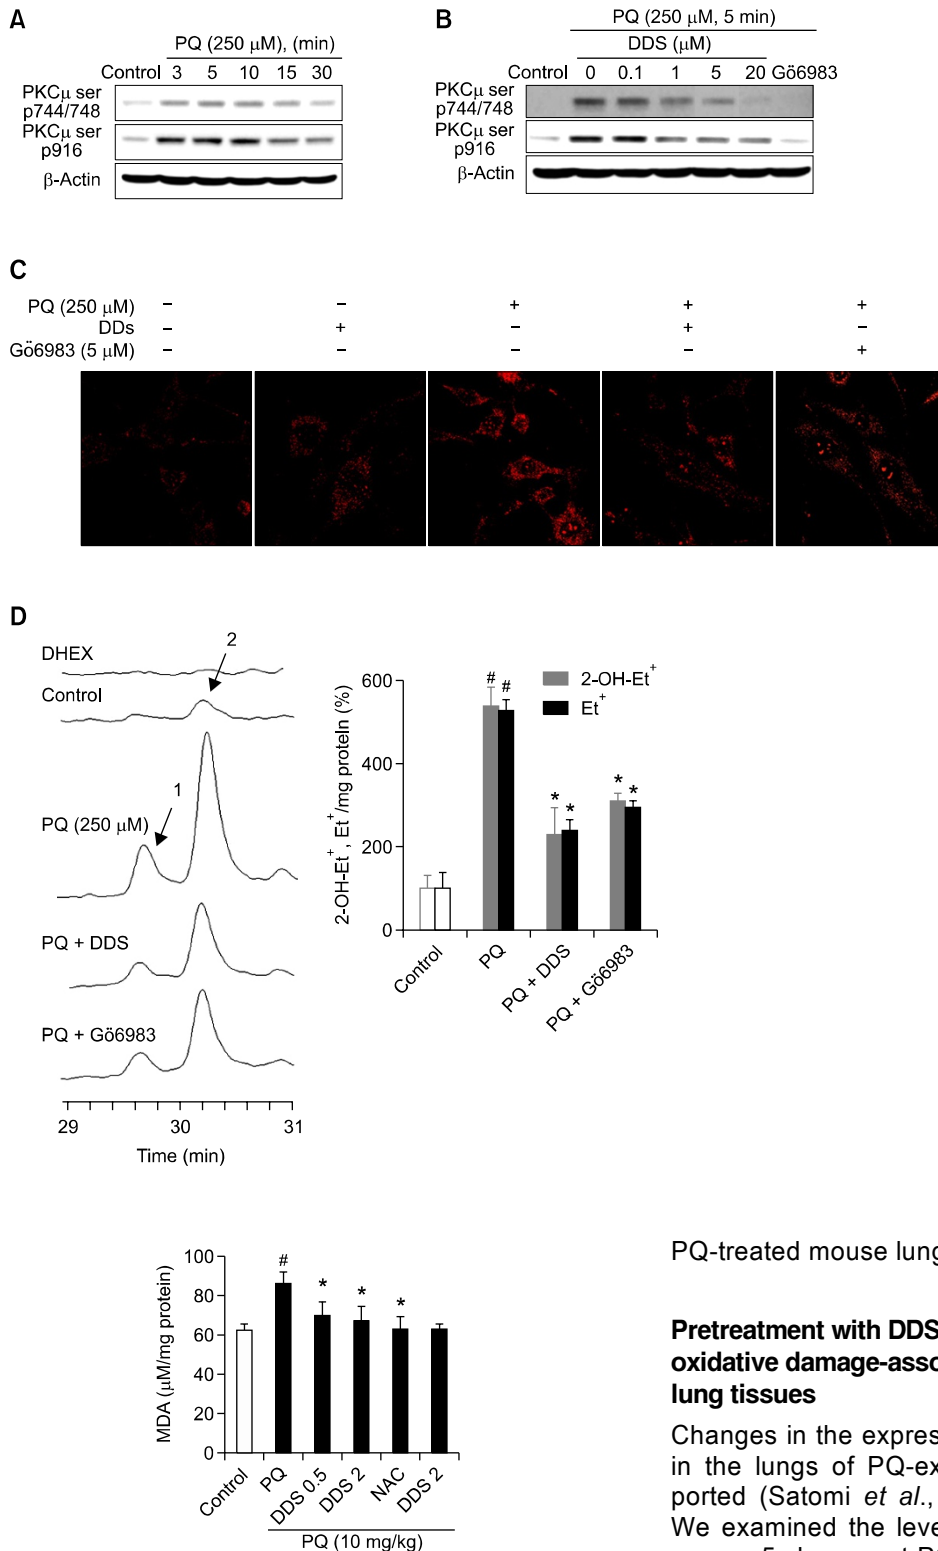 A
PQ (250 μM), (min)
Control 3 5 10 15 30
PKCμ ser
p744/748
PKCμ ser
p916
β-Actin
B
PQ (250 μM, 5 min)
DDS (μM)
Control 0 0.1 1 5 20 Gö6983
PKCμ ser
p744/748
PKCμ ser
p916
β-Actin
C
PQ (250 μM) − − + + +
DDs − + − + −
Gö6983 (5 μM) − − − − +
D
DHEX
2
Control
1
PQ (250 μM)
PQ + DDS
PQ + Gö6983
29 30 31
Time (min)
2-OH-Et+, Et+/mg protein (%)
600
400
200
0
# #
* *
* *
2-OH-Et+
Et+
Control
PQ
PQ + DDS
PQ + Gö6983
MDA (μM/mg protein)
100
80
60
40
20
0
#
* * *
Control
PQ
DDS 0.5
DDS 2
NAC
DDS 2
PQ (10 mg/kg)
PQ-treated mouse lung
Pretreatment with DDS
oxidative damage-asso
lung tissues
Changes in the expres
in the lungs of PQ-ex
ported (Satomi et al.,
We examined the leve